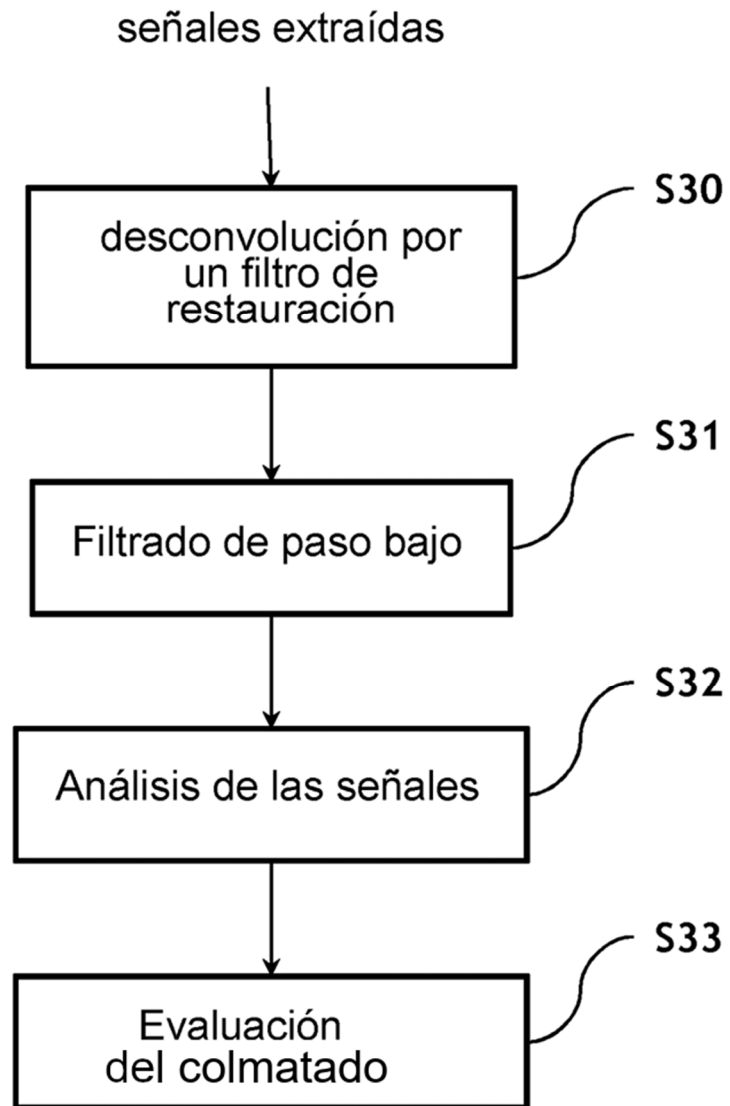 señales extraídas
S30
desconvolución por
un filtro de
restauración
S31
Filtrado de paso bajo
S32
Análisis de las señales
S33
Evaluación
del colmatado